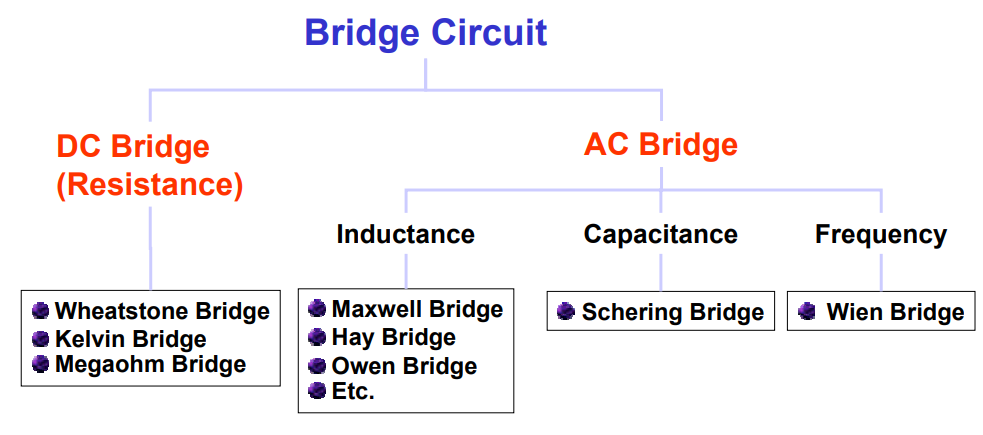 Bridge Circuit
DC Bridge
(Resistance)
AC Bridge
Inductance
Capacitance
Frequency
Wheatstone Bridge
Kelvin Bridge
Megaohm Bridge
Maxwell Bridge
Hay Bridge
Owen Bridge
Etc.
Schering Bridge
Wien Bridge